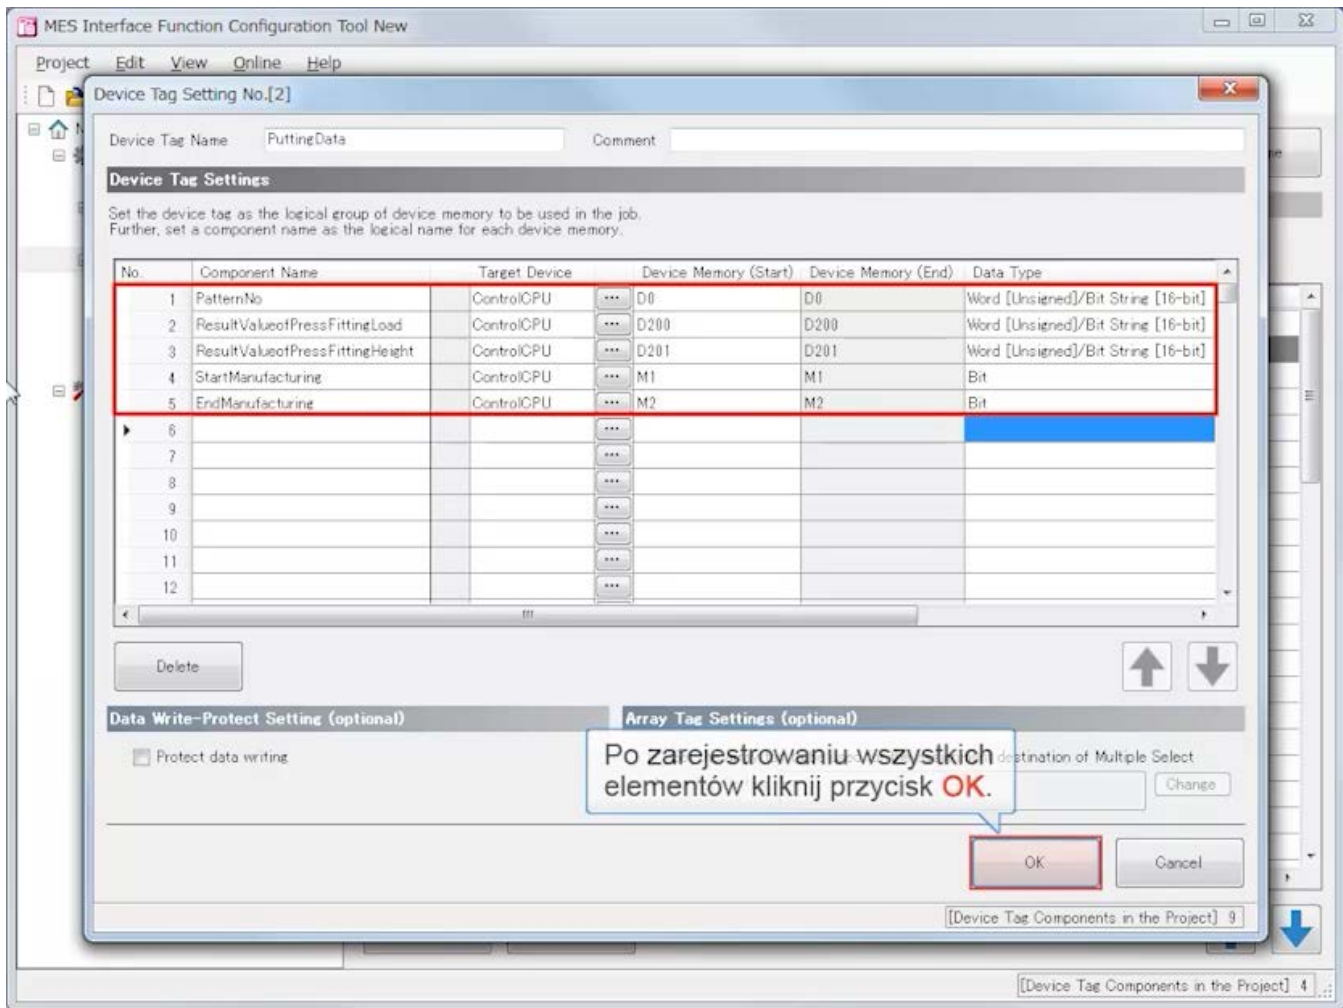 MES Interface Function Configuration Tool New
Project Edit View Online Help
Device Tag Setting No.[2]
Device Tag Name PuttingData Comment
Device Tag Settings
Set the device tag as the logical group of device memory to be used in the job.
Further, set a component name as the logical name for each device memory.
No. Component Name Target Device Device Memory (Start) Device Memory (End) Data Type
1 PatternNo ControlCPU ... D0 D0 Word [Unsigned]/Bit String [16-bit]
2 ResultValueofPressFittingLoad ControlCPU ... D200 D200 Word [Unsigned]/Bit String [16-bit]
3 ResultValueofPressFittingHeight ControlCPU ... D201 D201 Word [Unsigned]/Bit String [16-bit]
4 StartManufacturing ControlCPU ... M1 M1 Bit
5 EndManufacturing ControlCPU ... M2 M2 Bit
6 ...
7 ...
8 ...
9 ...
10 ...
11 ...
12 ...
Delete
Data Write-Protect Setting (optional) Array Tag Settings (optional)
Protect data writing
destination of Multiple Select
Change
Po zarejestrowaniu wszystkich
elementów kliknij przycisk OK.
OK Cancel
[Device Tag Components in the Project] 9
[Device Tag Components in the Project] 4